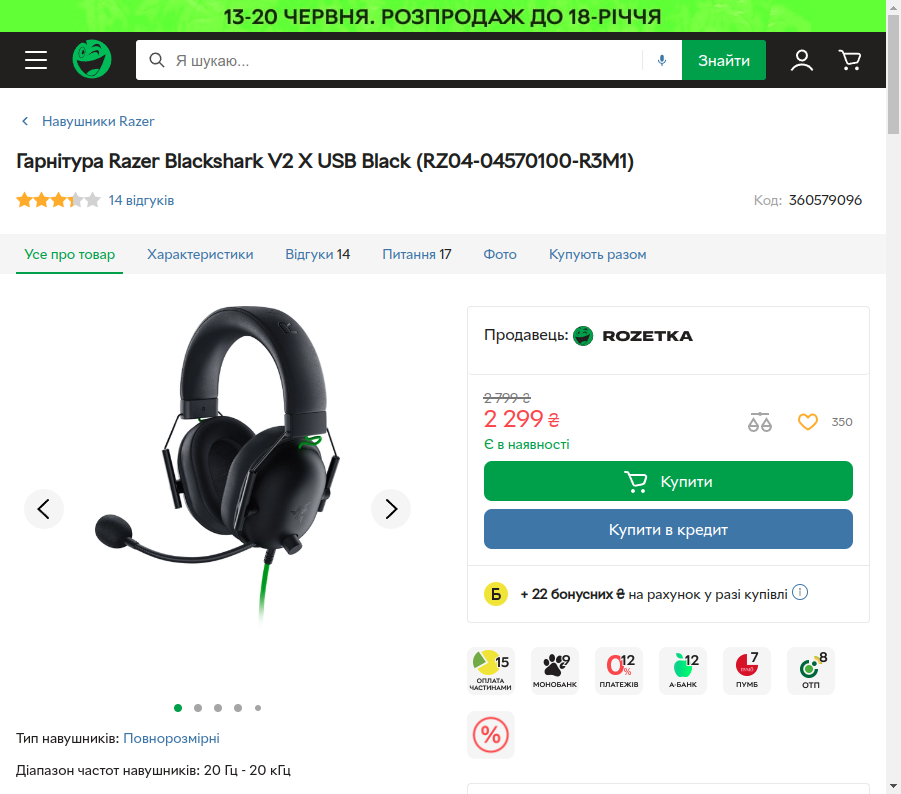 13-20 ЧЕРВНЯ. РОЗПРОДАЖ ДО 18-РІЧЧЯ
Я шукаю...
Знайти
Навушники Razer
Гарнітура Razer Blackshark V2 X USB Black (RZ04-04570100-R3M1)
14 відгуків
Код: 360579096
Усе про товар Характеристики Відгуки 14 Питання 17 Фото Купують разом
Продавець: ROZETKA
2 799 ₴
2 299 ₴
350
Є в наявності
Купити
Купити в кредит
Б + 22 бонусних ₴ на рахунок у разі купівлі
15 ОПЛАТА ЧАСТИНАМИ
9 МОНОБАНК
0% 12 ПЛАТЕЖІВ
12 А-БАНК
7 ПУМБ
8 ОТП
%
Тип навушників: Повнорозмірні
Діапазон частот навушників: 20 Гц - 20 кГц